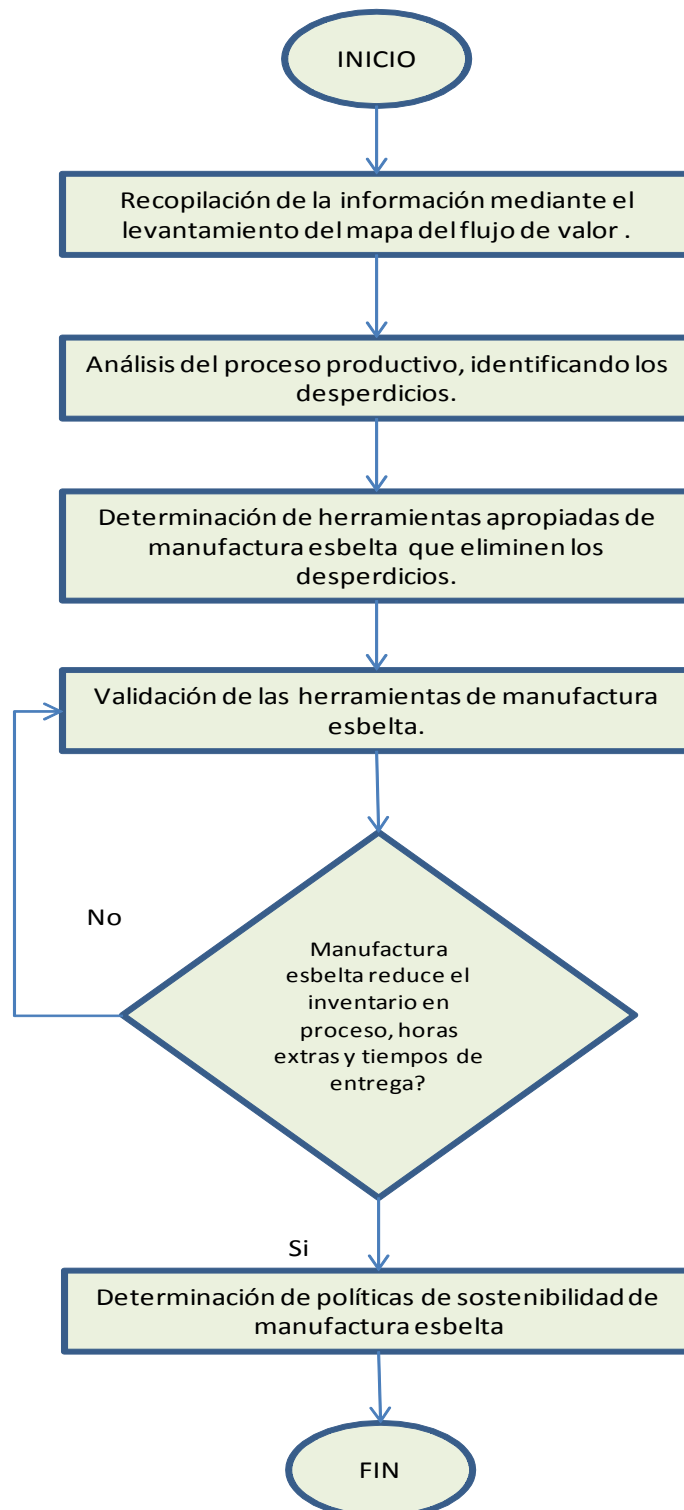 INICIO
Recopilación de la información mediante el
levantamiento del mapa del flujo de valor .
Análisis del proceso productivo, identificando los
desperdicios.
Determinación de herramientas apropiadas de
manufactura esbelta que eliminen los
desperdicios.
Validación de las herramientas de manufactura
esbelta.
No
Manufactura
esbelta reduce el
inventario en
proceso, horas
extras y tiempos de
entrega?
Si
Determinación de políticas de sostenibilidad de
manufactura esbelta
FIN